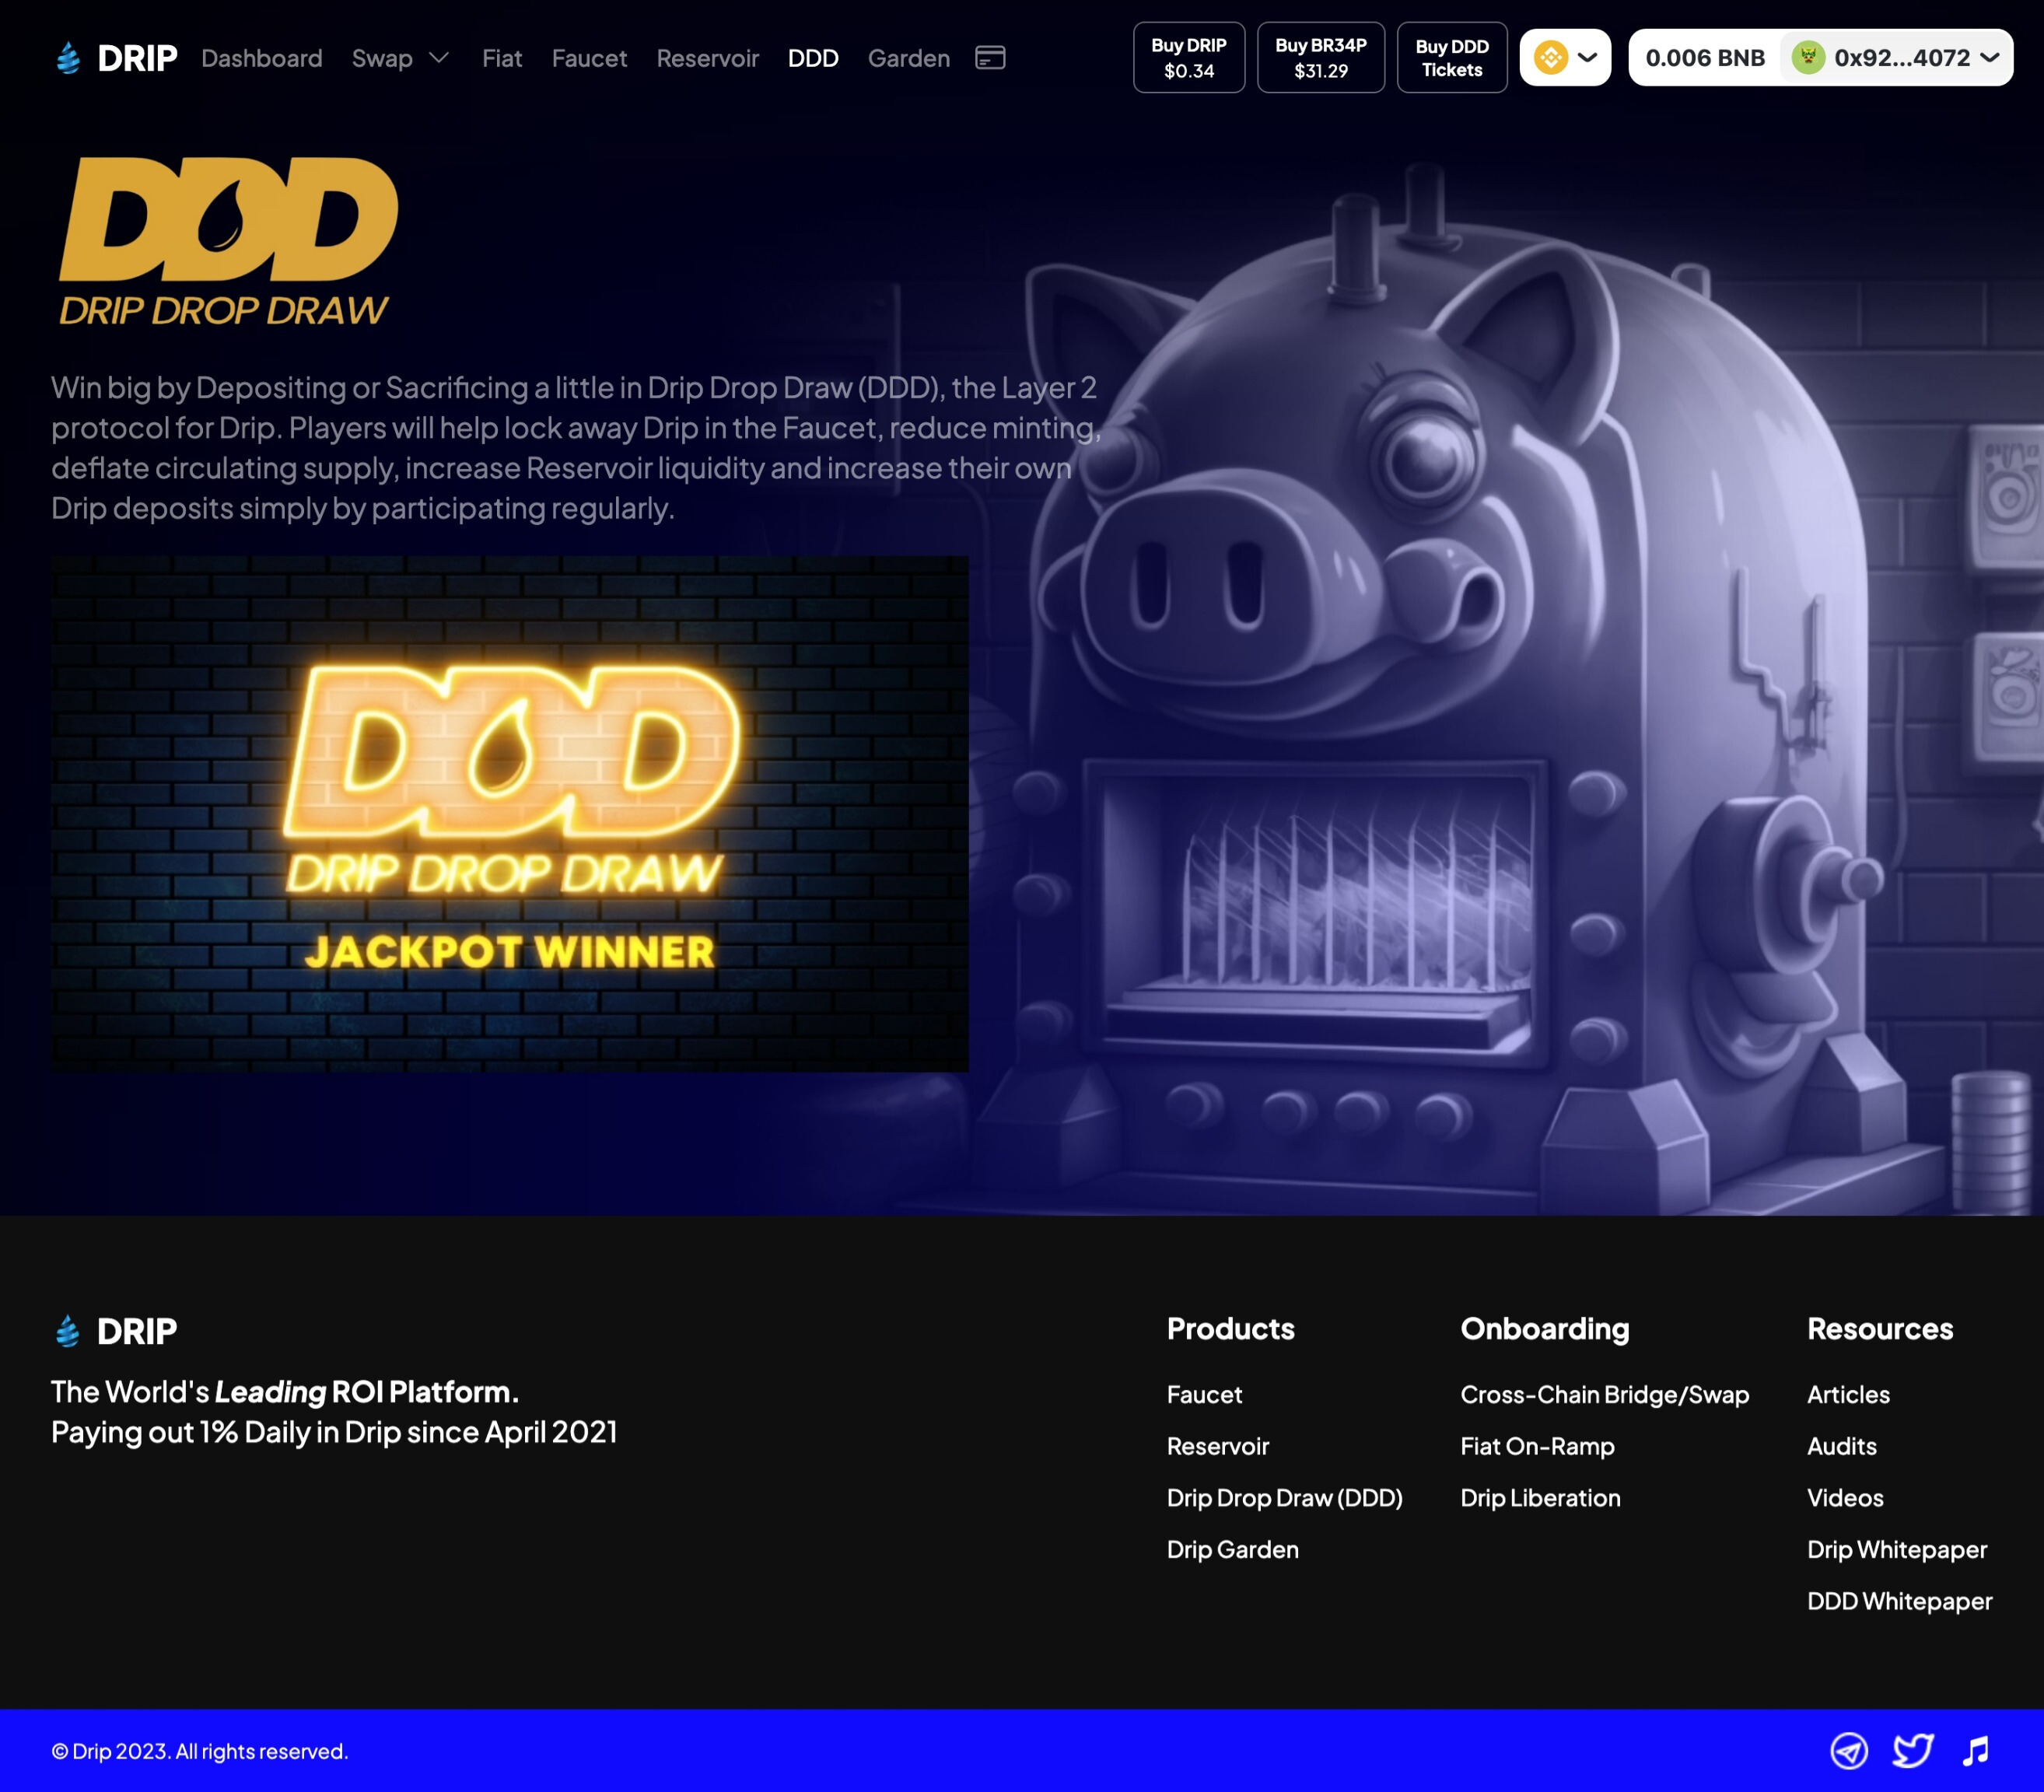 DRIP Dashboard Swap Fiat Faucet Reservoir DDD Garden
Buy DRIP
$0.34
Buy BR34P
$31.29
Buy DDD
Tickets
0.006 BNB 0x92...4072
DDD
DRIP DROP DRAW
Win big by Depositing or Sacrificing a little in Drip Drop Draw (DDD), the Layer 2
protocol for Drip. Players will help lock away Drip in the Faucet, reduce minting,
deflate circulating supply, increase Reservoir liquidity and increase their own
Drip deposits simply by participating regularly.
DDD
DRIP DROP DRAW
JACKPOT WINNER
DRIP
The World's Leading ROI Platform.
Paying out 1% Daily in Drip since April 2021
Products
Faucet
Reservoir
Drip Drop Draw (DDD)
Drip Garden
Onboarding
Cross-Chain Bridge/Swap
Fiat On-Ramp
Drip Liberation
Resources
Articles
Audits
Videos
Drip Whitepaper
DDD Whitepaper
© Drip 2023. All rights reserved.